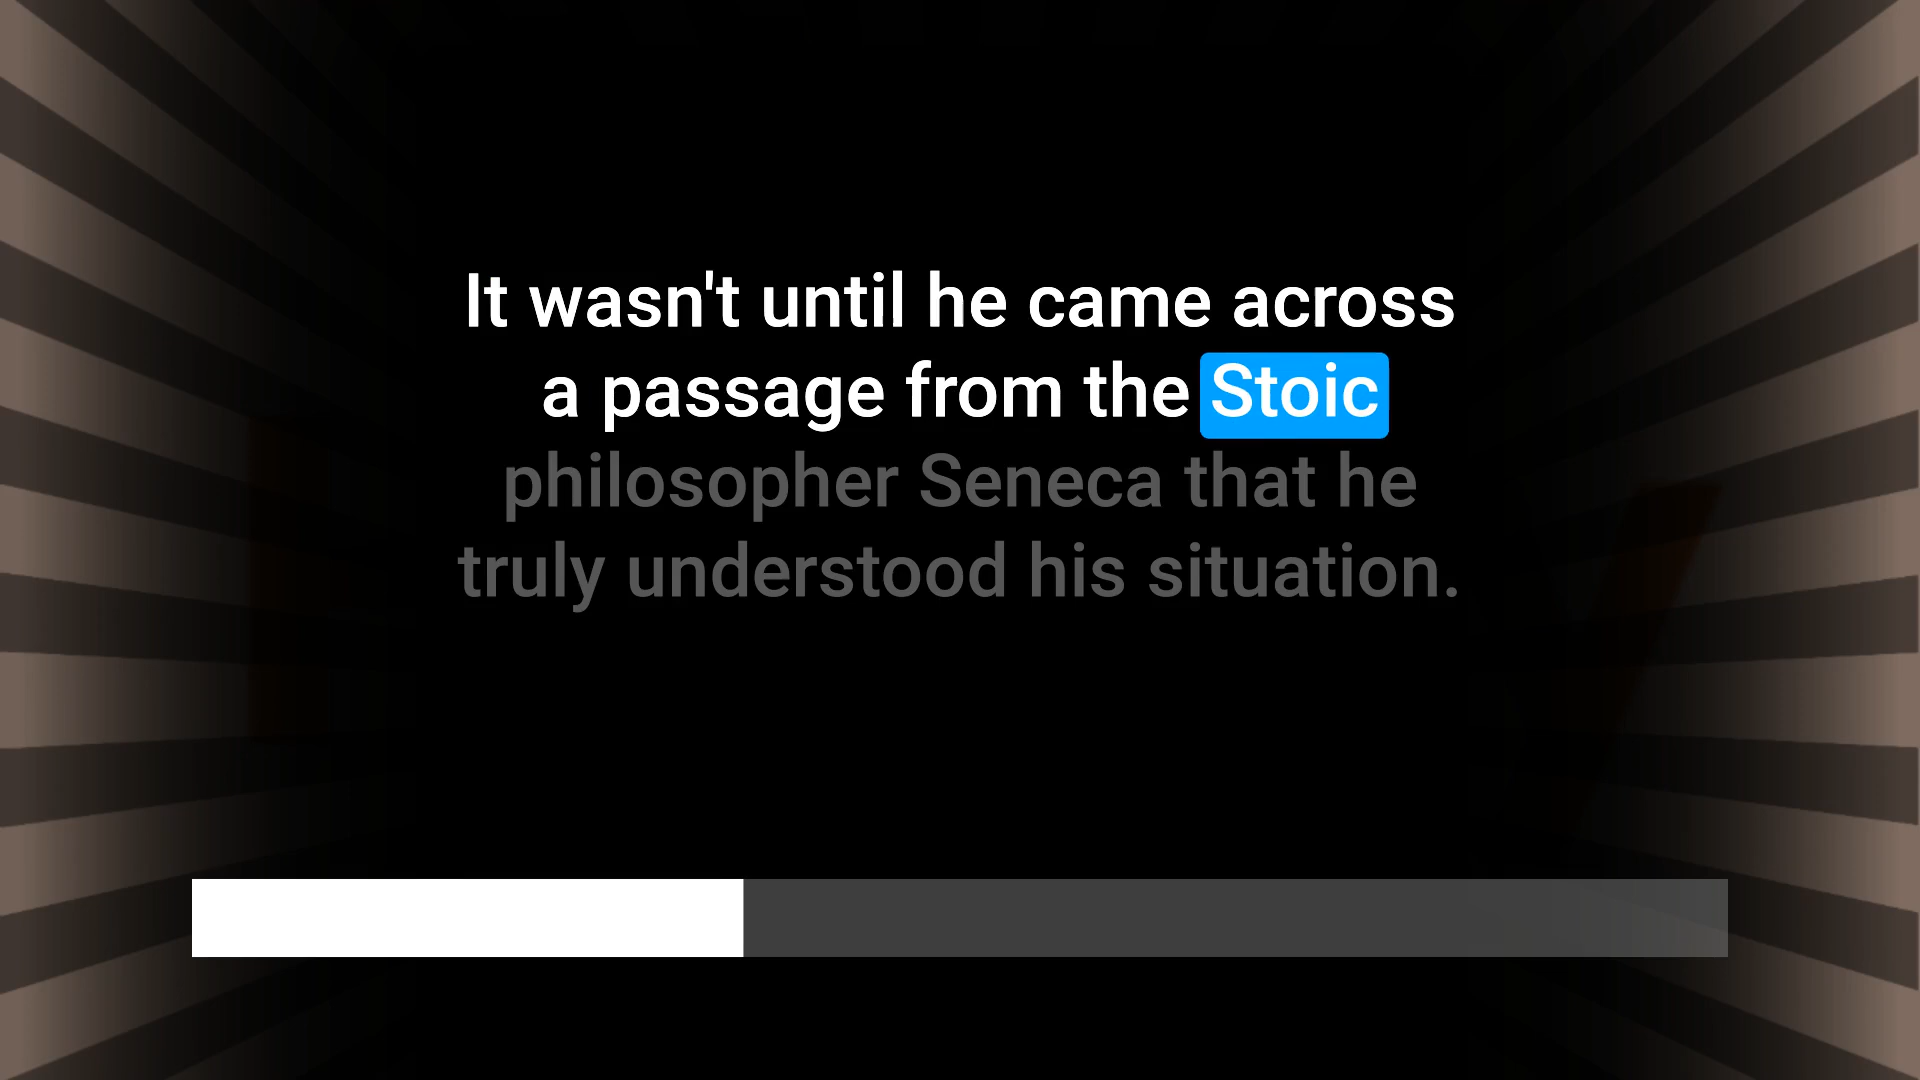 It wasn't until he came across
a passage from the Stoic
philosopher Seneca that he
truly understood his situation.